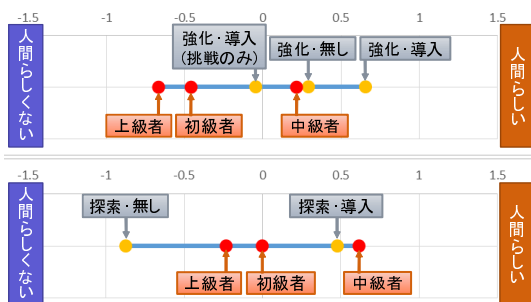 -1.5 -1 -0.5 0 0.5 1 1.5
人間らしくない
強化・導入
(挑戦のみ)
強化・無し
強化・導入
人間らしい
上級者
初級者
中級者
-1.5 -1 -0.5 0 0.5 1 1.5
人間らしくない
探索・無し
探索・導入
人間らしい
上級者
初級者
中級者